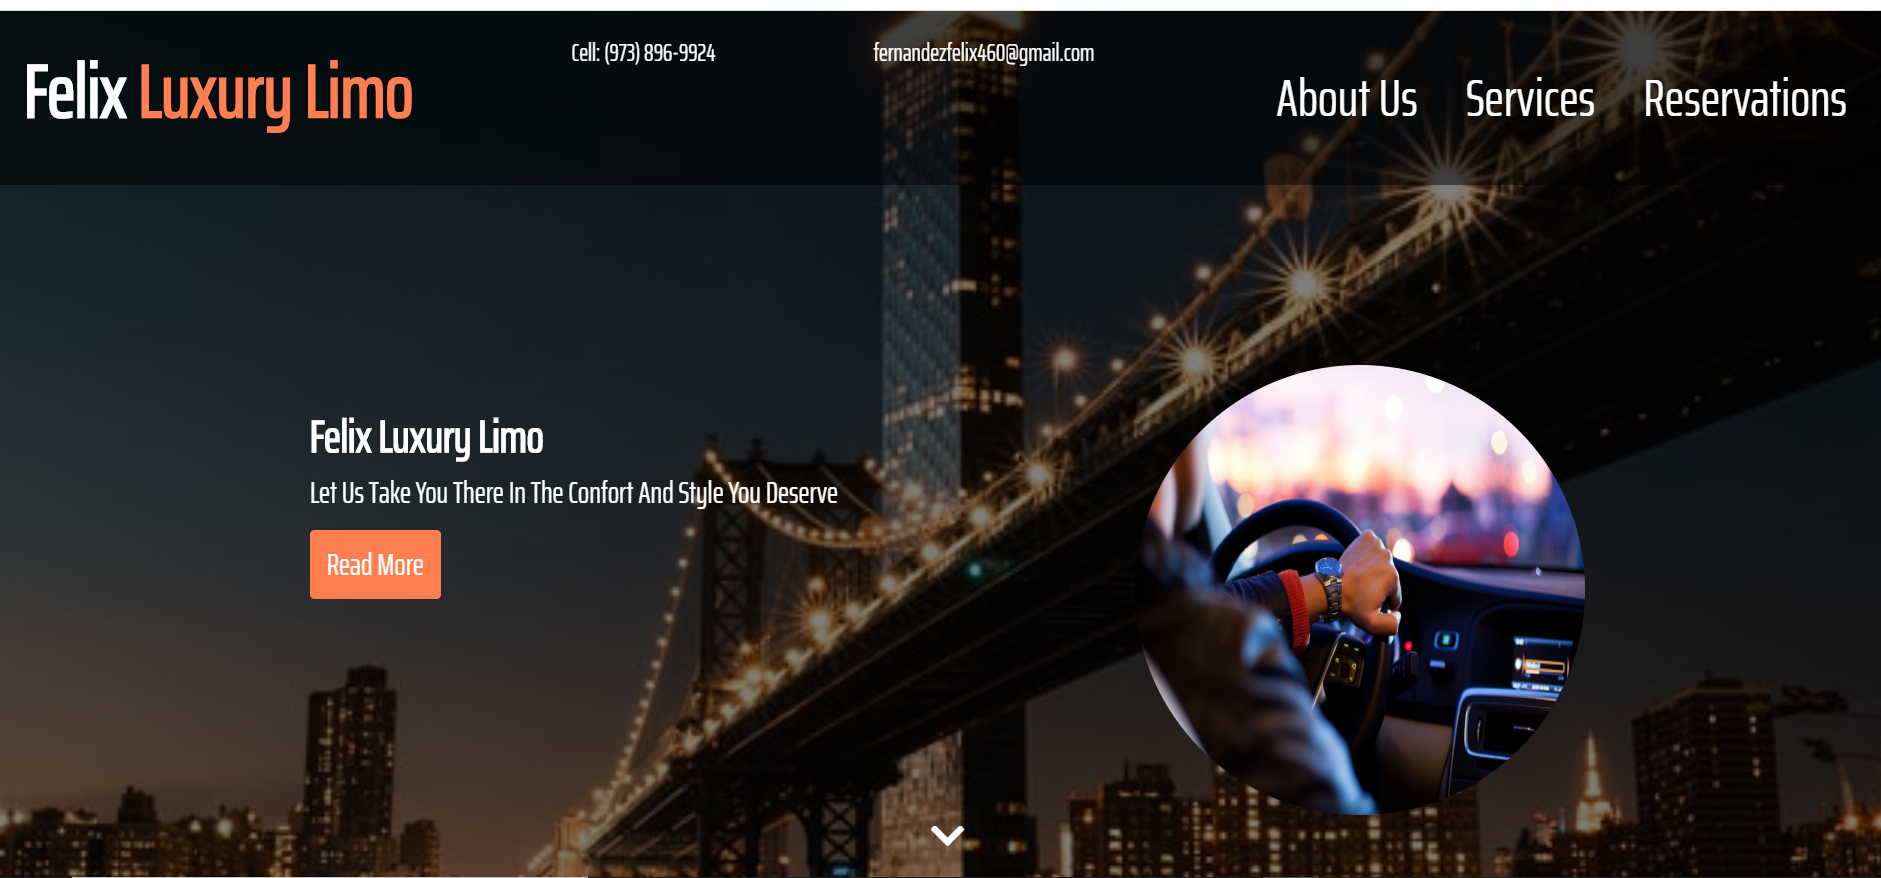 Felix Luxury Limo
Cell: (973) 896-9924
fernandezfelix460@gmail.com
About Us
Services
Reservations
Felix Luxury Limo
Let Us Take You There In The Confort And Style You Deserve
Read More